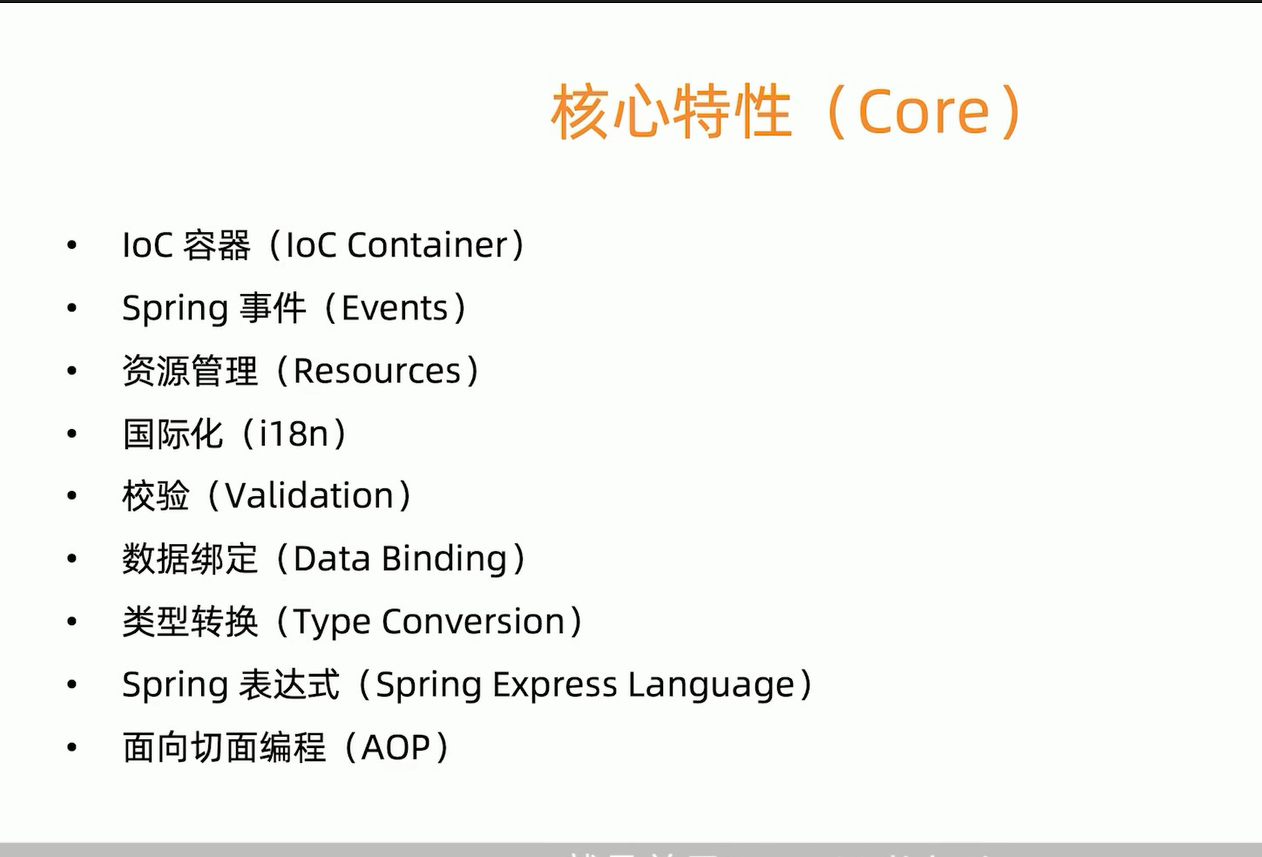 核心特性（Core）
• IoC 容器（IoC Container）
• Spring 事件（Events）
• 资源管理（Resources）
• 国际化（i18n）
• 校验（Validation）
• 数据绑定（Data Binding）
• 类型转换（Type Conversion）
• Spring 表达式（Spring Express Language）
• 面向切面编程（AOP）